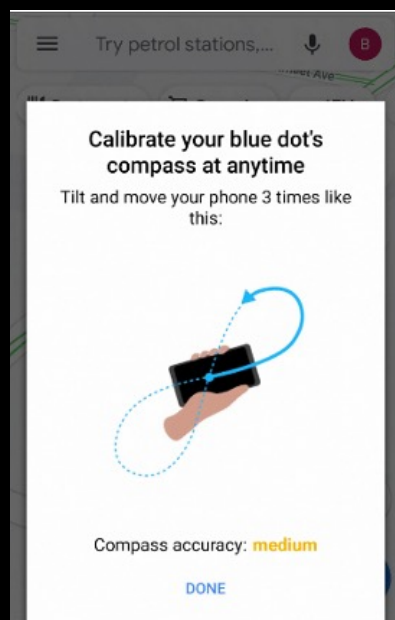 Try petrol stations,...
B
Calibrate your blue dot's
compass at anytime
Tilt and move your phone 3 times like
this:
Compass accuracy: medium
DONE